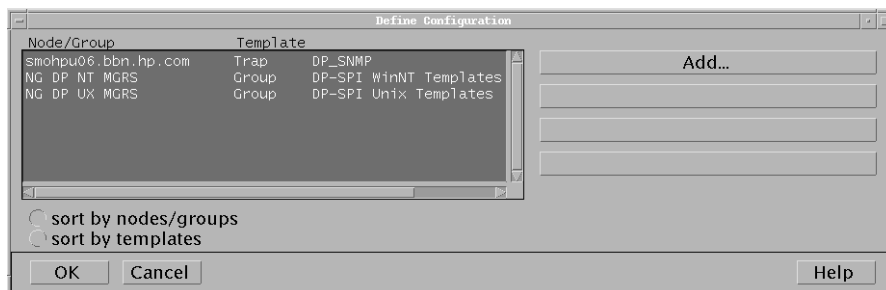 Define Configuration
Node/Group Template
smohpu06.bbn.hp.com Trap DP_SNMP
NG DP NT MGRS Group DP-SPI WinNT Templates
NG DP UX MGRS Group DP-SPI Unix Templates
Add...
sort by nodes/groups
sort by templates
OK Cancel Help